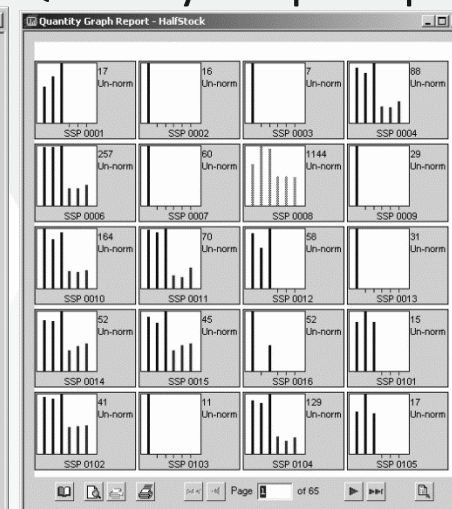 Quantity Graph Report - HalfStock
17 16 7 88
Un-norm Un-norm Un-norm Un-norm
SSP 0001 SSP 0002 SSP 0003 SSP 0004
257 60 1144 29
Un-norm Un-norm Un-norm Un-norm
SSP 0006 SSP 0007 SSP 0008 SSP 0009
164 70 58 31
Un-norm Un-norm Un-norm Un-norm
SSP 0010 SSP 0011 SSP 0012 SSP 0013
52 45 52 15
Un-norm Un-norm Un-norm Un-norm
SSP 0014 SSP 0015 SSP 0016 SSP 0101
41 11 129 17
Un-norm Un-norm Un-norm Un-norm
SSP 0102 SSP 0103 SSP 0104 SSP 0105
Page 1 of 65